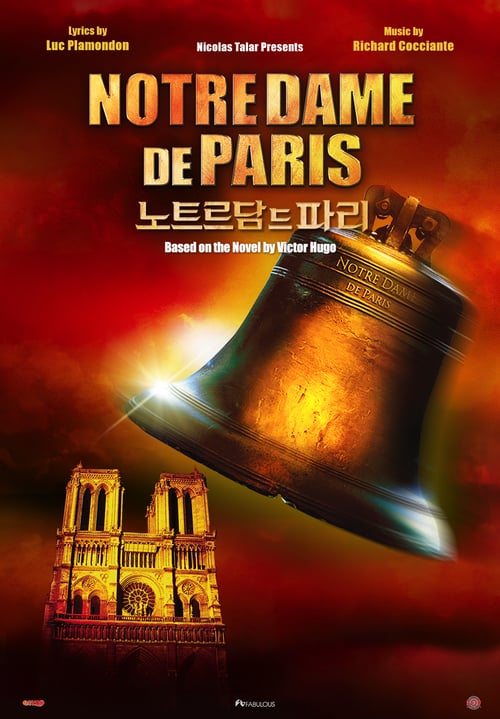 Lyrics by
Luc Plamondon
Nicolas Talar Presents
Music by
Richard Cocciante
NOTRE DAME
DE PARIS
노트르담 드 파리
Based on the Novel by Victor Hugo
NOTRE DAME
DE PARIS
FABULOUS